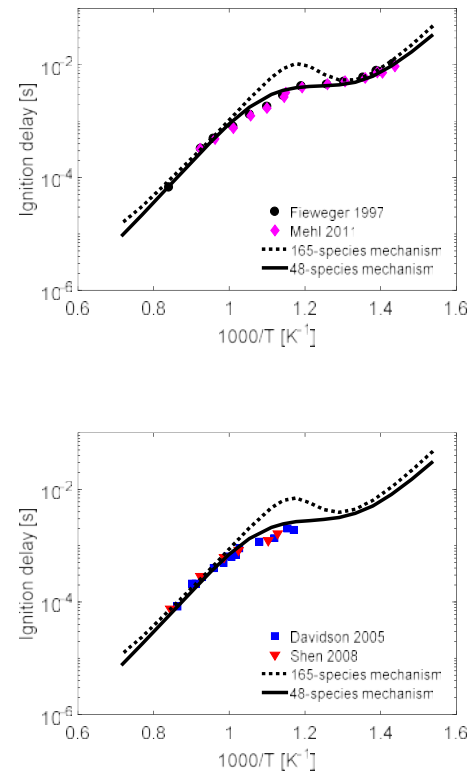 10⁻²
10⁻⁴
10⁻⁶
Ignition delay [s]
Fieweger 1997
Mehl 2011
165-species mechanism
48-species mechanism
0.6 0.8 1 1.2 1.4 1.6
1000/T [K⁻¹]
10⁻²
10⁻⁴
10⁻⁶
Ignition delay [s]
Davidson 2005
Shen 2008
165-species mechanism
48-species mechanism
0.6 0.8 1 1.2 1.4 1.6
1000/T [K⁻¹]